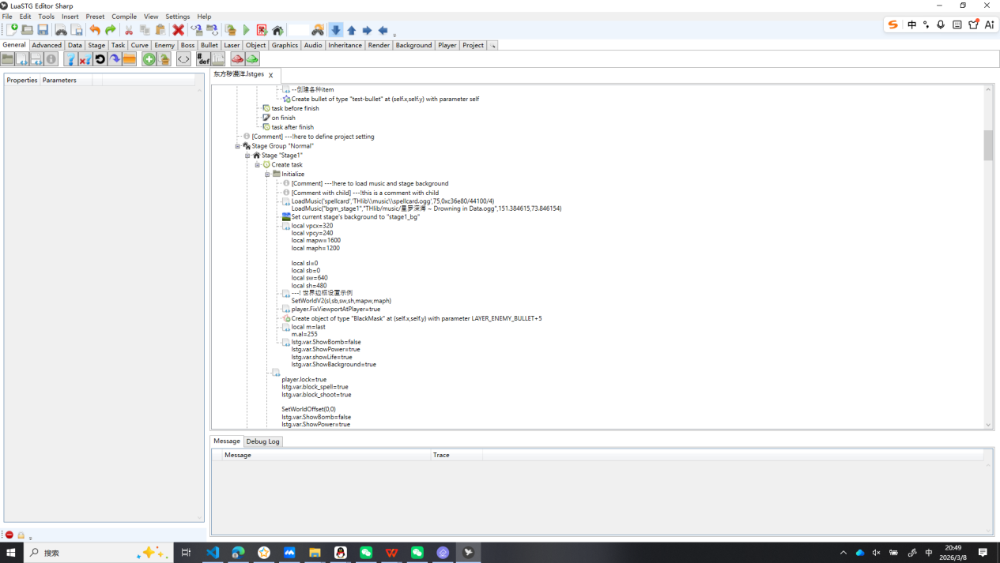 LuaSTG Editor Sharp
File Edit Tools Insert Preset Compile View Settings Help
General Advanced Data Stage Task Curve Enemy Boss Bullet Laser Object Graphics Audio Inheritance Render Background Player Project
#def
中
Properties Parameters
东方秽漫洋.lstges X
--创建各种item
Create bullet of type "test-bullet" at (self.x,self.y) with parameter self
task before finish
on finish
task after finish
[Comment] ---!here to define project setting
Stage Group "Normal"
Stage "Stage1"
Create task
Initialize
[Comment] ---!here to load music and stage background
[Comment with child] ---!this is a comment with child
LoadMusic('spellcard','THlib\\music\\spellcard.ogg',75,0xc36e80/44100/4)
LoadMusic("bgm_stage1","THlib/music/星罗深海 ~ Drowning in Data.ogg",151.384615,73.846154)
Set current stage's background to "stage1_bg"
local vpcx=320
local vpcy=240
local mapw=1600
local maph=1200
local sl=0
local sb=0
local sw=640
local sh=480
---! 世界边框设置示例
SetWorldV2(sl,sb,sw,sh,mapw,maph)
player.FixViewportAtPlayer=true
Create object of type "BlackMask" at (self.x,self.y) with parameter LAYER_ENEMY_BULLET+5
local m=last
m.al=255
lstg.var.ShowBomb=false
lstg.var.ShowPower=true
lstg.var.showLife=true
lstg.var.ShowBackground=true
player.lock=true
lstg.var.block_spell=true
lstg.var.block_shoot=true
SetWorldOffset(0,0)
lstg.var.ShowBomb=false
lstg.var.ShowPower=true
Message Debug Log
Message Trace
搜索
中
20:49
2026/3/8